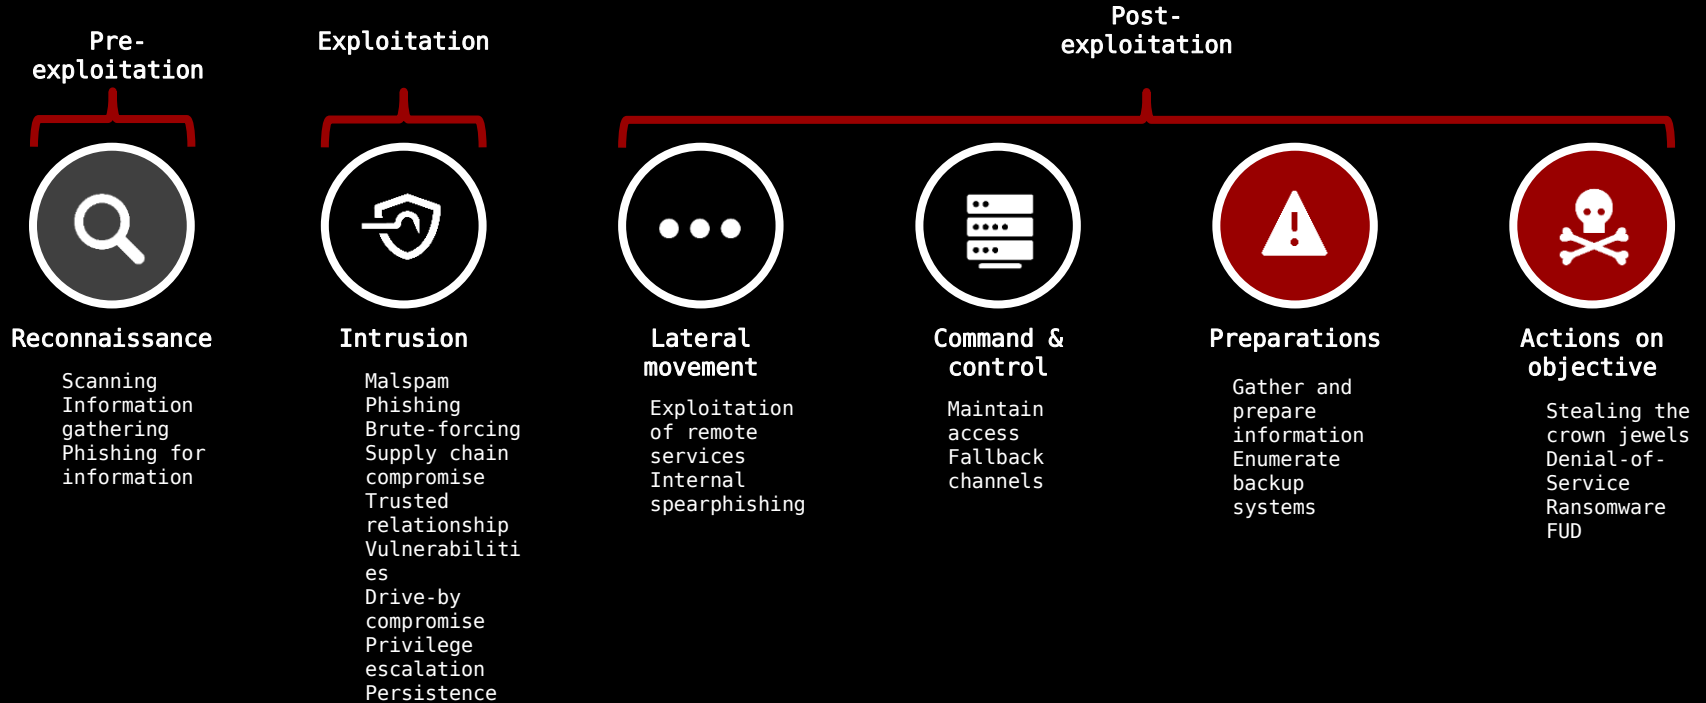 Pre-
exploitation
Exploitation
Post-
exploitation
Reconnaissance
Scanning
Information
gathering
Phishing for
information
Intrusion
Malspam
Phishing
Brute-forcing
Supply chain
compromise
Trusted
relationship
Vulnerabiliti
es
Drive-by
compromise
Privilege
escalation
Persistence
Lateral
movement
Exploitation
of remote
services
Internal
spearphishing
Command &
control
Maintain
access
Fallback
channels
Preparations
Gather and
prepare
information
Enumerate
backup
systems
Actions on
objective
Stealing the
crown jewels
Denial-of-
Service
Ransomware
FUD